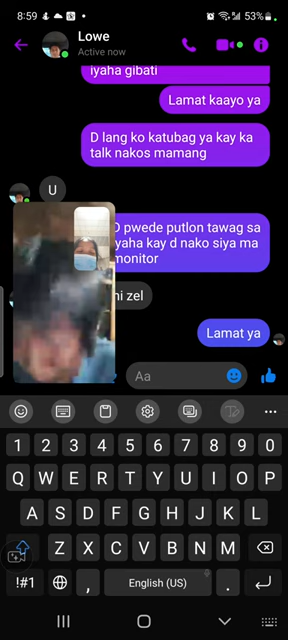 8:59
53%
Lowe
Active now
iyaha gibati
Lamat kaayo ya
D lang ko katubag ya kay ka
talk nakos mamang
U
pwede putlon tawag sa
yaha kay d nako siya ma
monitor
zel
Lamat ya
Aa
1 2 3 4 5 6 7 8 9 0
Q W E R T Y U I O P
A S D F G H J K L
Z X C V B N M
!#1
,
English (US)
.